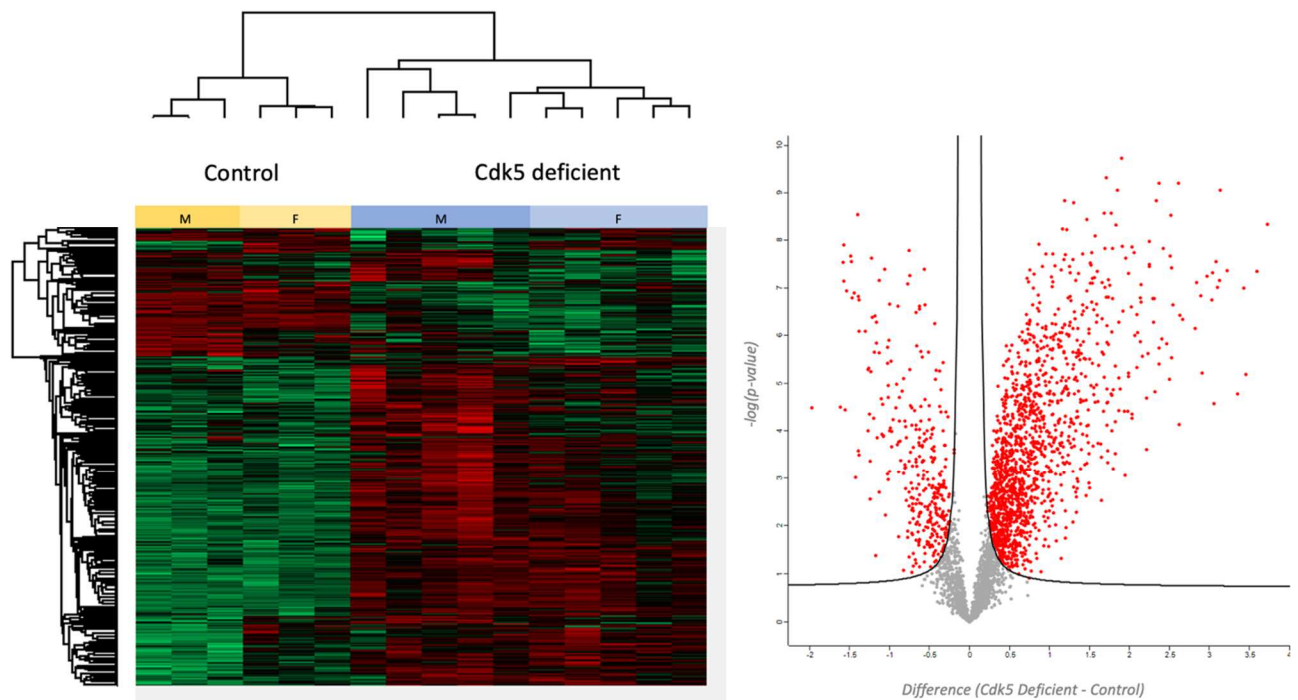 Control Cdk5 deficient
M F M F
10
9
8
7
6
5
4
3
2
1
0
-log(p-value)
-2 -1.5 -1 -0.5 0 0.5 1 1.5 2 2.5 3 3.5 4
Difference (Cdk5 Deficient - Control)